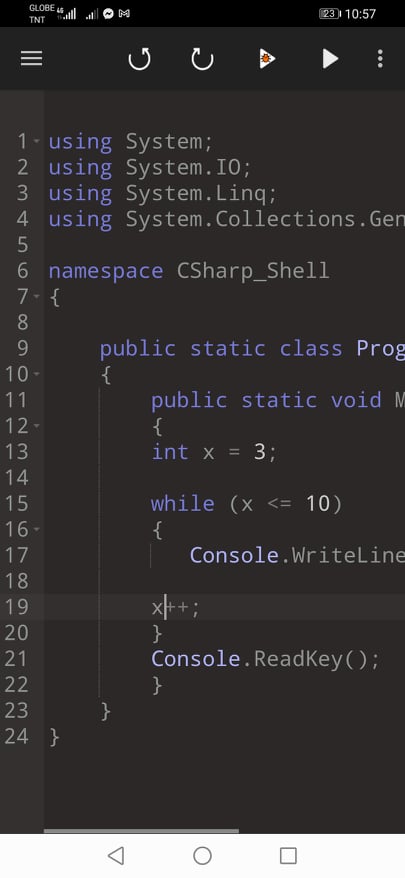 GLOBE
TNT
4G
23
10:57
1 using System;
2 using System.IO;
3 using System.Linq;
4 using System.Collections.Gen
5
6 namespace CSharp_Shell
7 {
8
9 public static class Prog
10 {
11 public static void M
12 {
13 int x = 3;
14
15 while (x <= 10)
16 {
17 Console.WriteLine
18
19 x++;
20 }
21 Console.ReadKey();
22 }
23 }
24 }